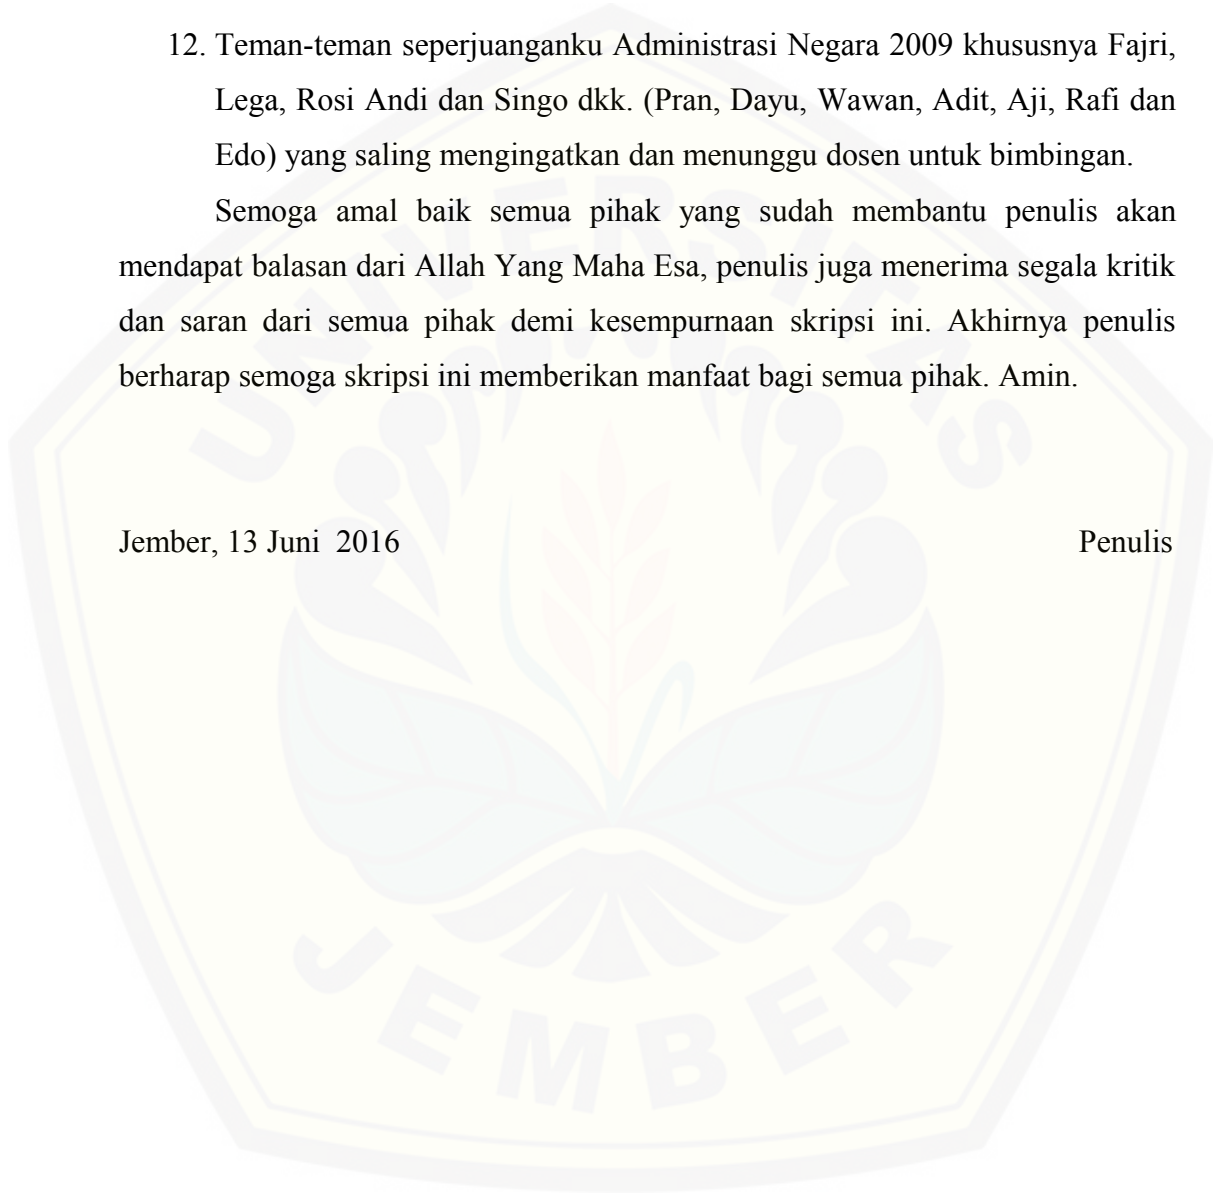 12. Teman-teman seperjuanganku Administrasi Negara 2009 khususnya Fajri,
Lega, Rosi Andi dan Singo dkk. (Pran, Dayu, Wawan, Adit, Aji, Rafi dan
Edo) yang saling mengingatkan dan menunggu dosen untuk bimbingan.
Semoga amal baik semua pihak yang sudah membantu penulis akan
mendapat balasan dari Allah Yang Maha Esa, penulis juga menerima segala kritik
dan saran dari semua pihak demi kesempurnaan skripsi ini. Akhirnya penulis
berharap semoga skripsi ini memberikan manfaat bagi semua pihak. Amin.
Jember, 13 Juni  2016 Penulis
UNIVERSITAS
JEMBER